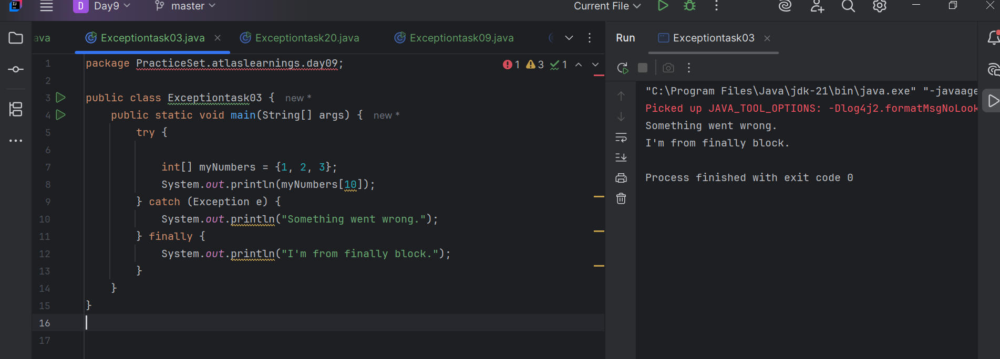 IJ
D Day9 master Current File
ava Exceptiontask03.java Exceptiontask20.java Exceptiontask09.java
Run Exceptiontask03
1 3 1
1 package PracticeSet.atlaslearnings.day09;
2
3 public class Exceptiontask03 { new *
4 public static void main(String[] args) { new *
5 try {
6
7 int[] myNumbers = {1, 2, 3};
8 System.out.println(myNumbers[10]);
9 } catch (Exception e) {
10 System.out.println("Something went wrong.");
11 } finally {
12 System.out.println("I'm from finally block.");
13 }
14 }
15 }
16
17
"C:\Program Files\Java\jdk-21\bin\java.exe" "-javaage
Picked up JAVA_TOOL_OPTIONS: -Dlog4j2.formatMsgNoLook
Something went wrong.
I'm from finally block.
Process finished with exit code 0